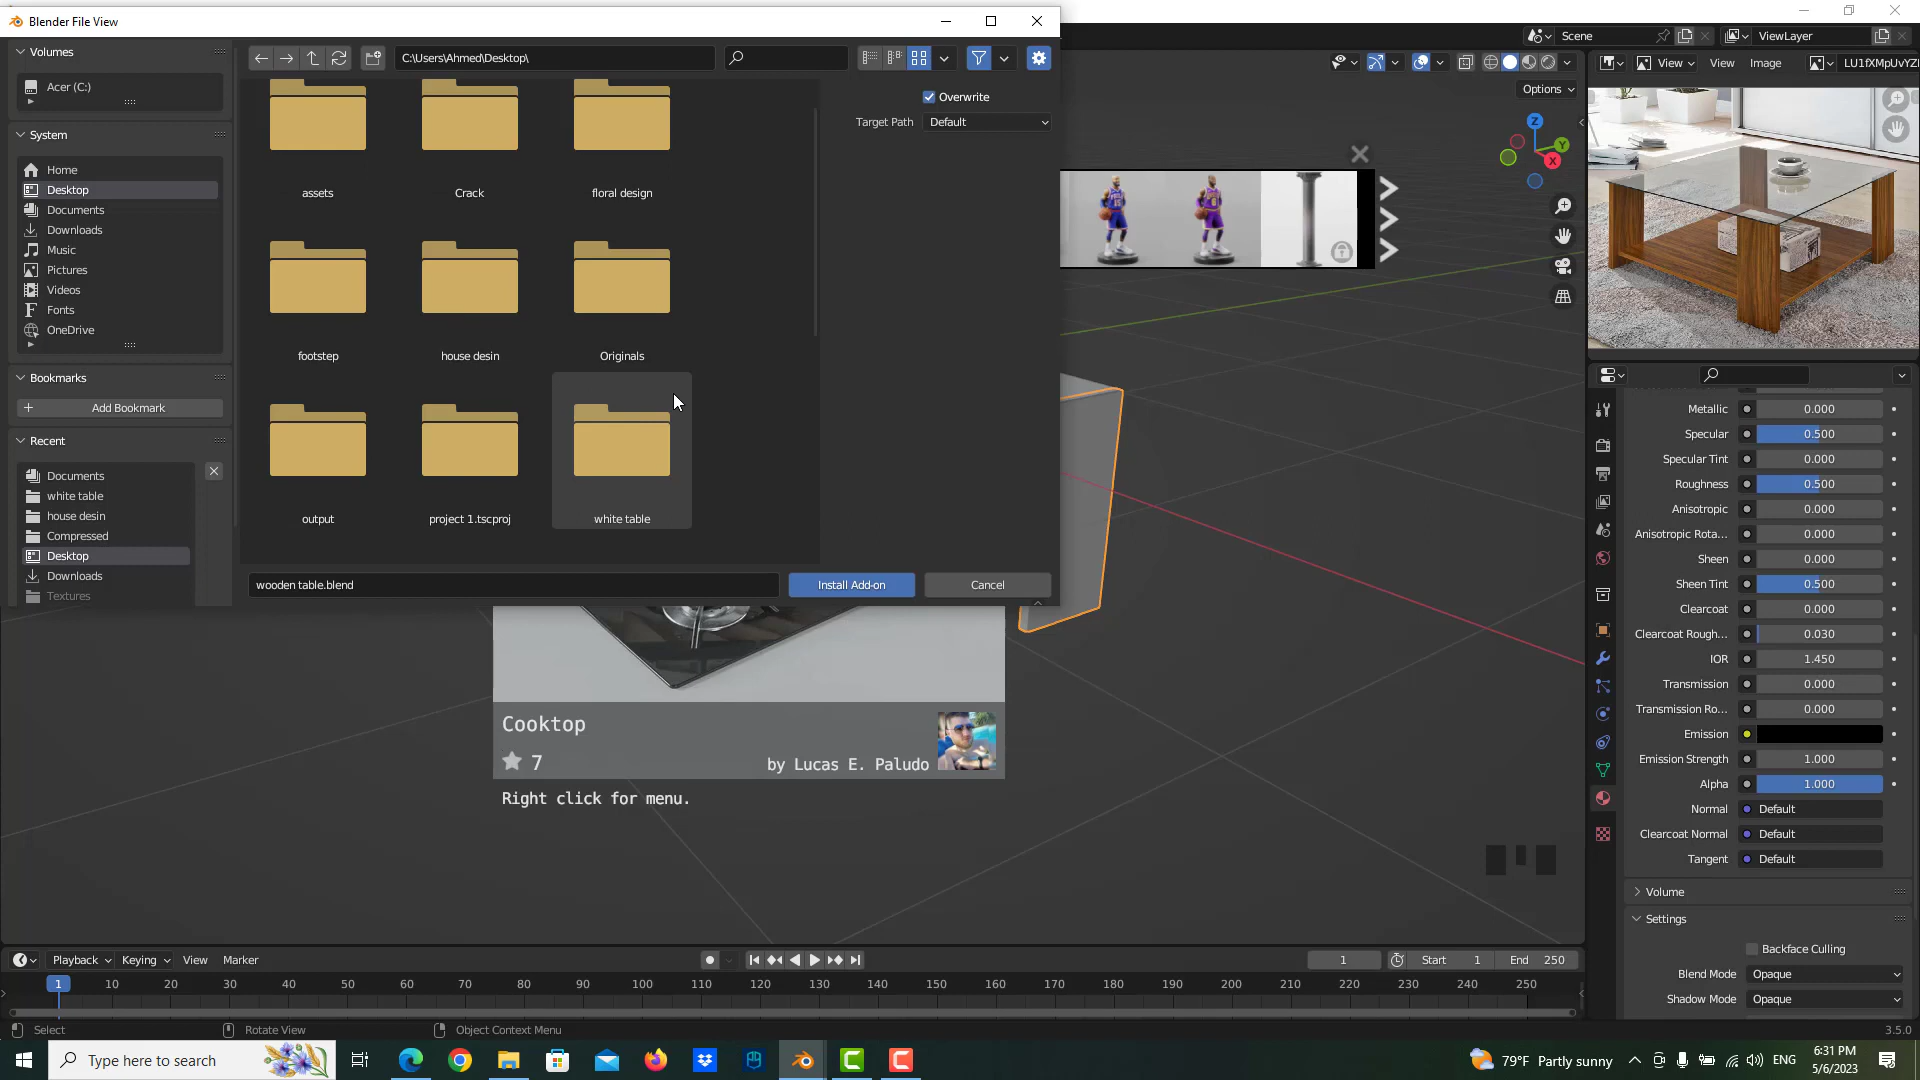 Blender File View
Volumes
Acer (C:)
System
Home
Desktop
Documents
Downloads
Music
Pictures
Videos
Fonts
OneDrive
Bookmarks
Add Bookmark
Recent
Documents
white table
house desin
Compressed
Desktop
Downloads
Textures
C:\Users\Ahmed\Desktop\
assets
Crack
floral design
footstep
house desin
Originals
output
project 1.tscproj
white table
Overwrite
Target Path Default
wooden table.blend
Install Add-on
Cancel
Scene
ViewLayer
Options
View
View
Image
LU1fXMpUvYZl
Z
Y
X
Cooktop
7
by Lucas E. Paludo
Right click for menu.
Metallic 0.000
Specular 0.500
Specular Tint 0.000
Roughness 0.500
Anisotropic 0.000
Anisotropic Rota... 0.000
Sheen 0.000
Sheen Tint 0.500
Clearcoat 0.000
Clearcoat Rough... 0.030
IOR 1.450
Transmission 0.000
Transmission Ro... 0.000
Emission
Emission Strength 1.000
Alpha 1.000
Normal Default
Clearcoat Normal Default
Tangent Default
Volume
Settings
Backface Culling
Blend Mode Opaque
Shadow Mode Opaque
Playback Keying View Marker
1 Start 1 End 250
1 10 20 30 40 50 60 70 80 90 100 110 120 130 140 150 160 170 180 190 200 210 220 230 240 250
Select Rotate View Object Context Menu 3.5.0
Type here to search
79°F Partly sunny
ENG
6:31 PM
5/6/2023